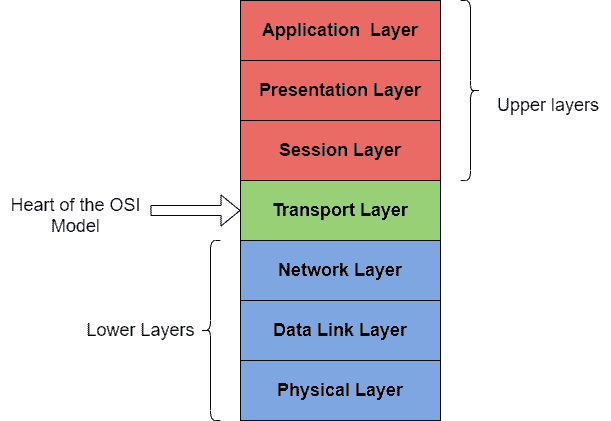 Application Layer
Presentation Layer
Upper layers
Session Layer
Heart of the OSI
Model
Transport Layer
Network Layer
Lower Layers
Data Link Layer
Physical Layer